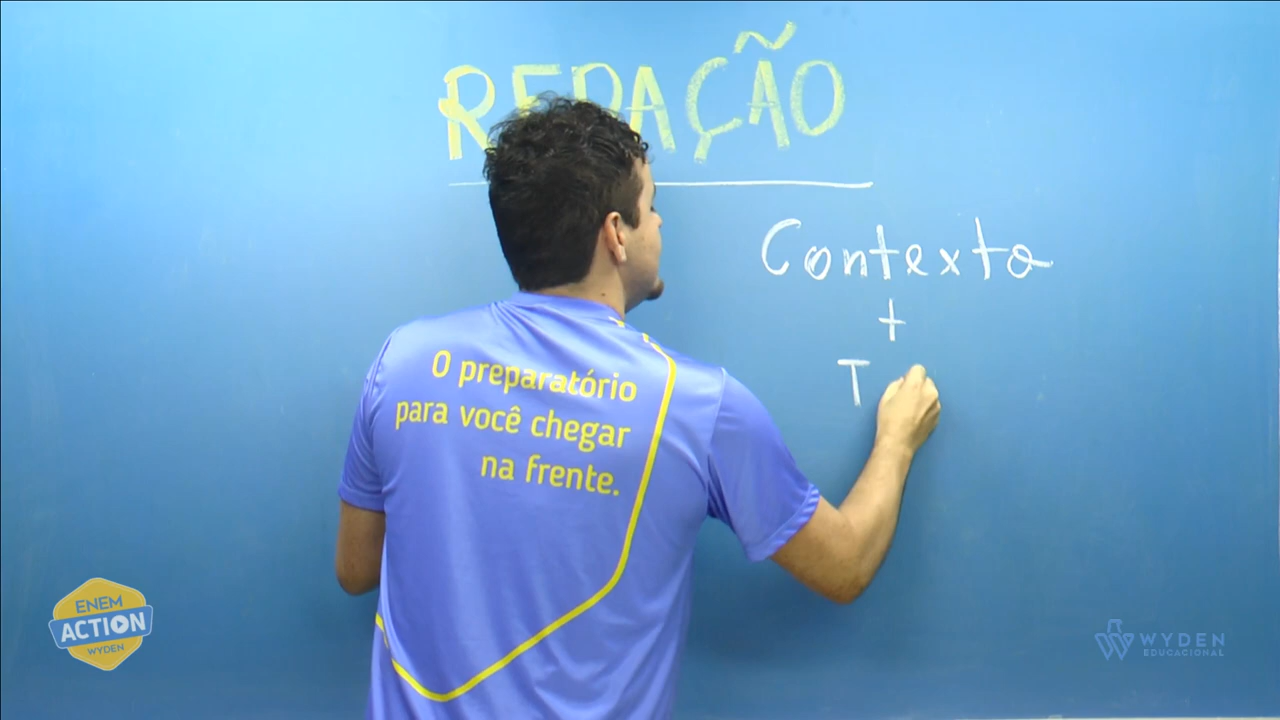 REDAÇÃO
Contexto
+
T
O preparatório
para você chegar
na frente.
ENEM
ACTION
WYDEN
WYDEN
EDUCACIONAL